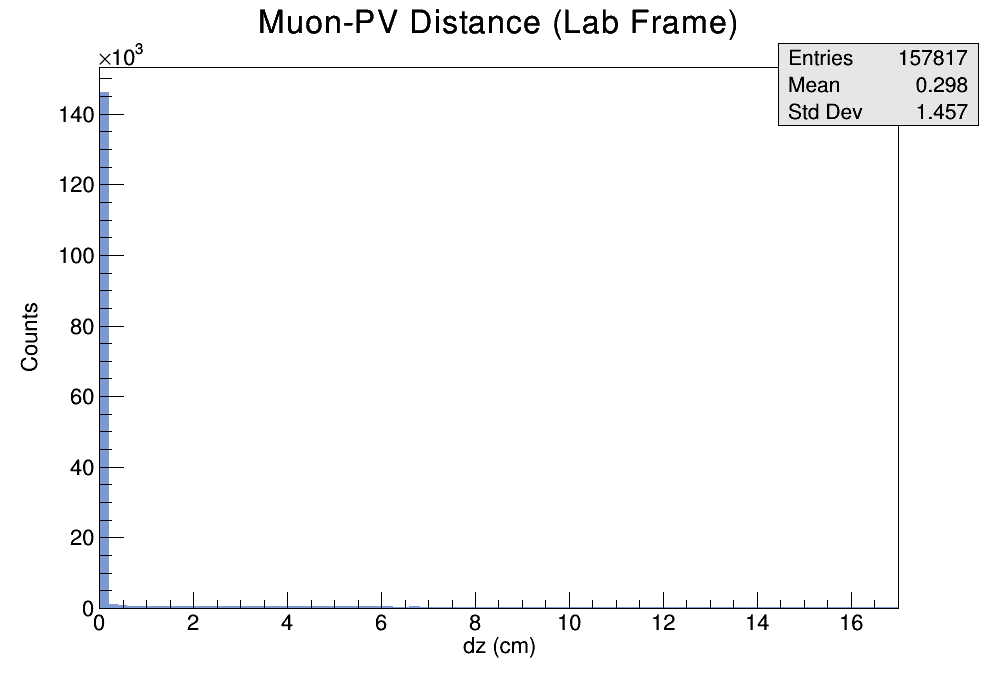 Muon-PV Distance (Lab Frame)
×10³
Entries 157817
Mean 0.298
Std Dev 1.457
140
120
100
80
60
40
20
0
Counts
0 2 4 6 8 10 12 14 16
dz (cm)